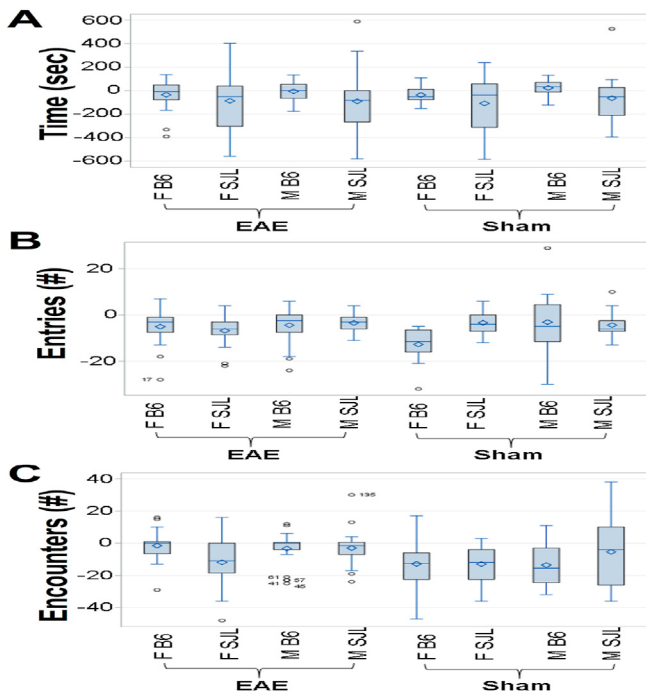 A
Time (sec)
600
400
200
0
-200
-400
-600
F B6
F SJL
M B6
M SJL
F B6
F SJL
M B6
M SJL
EAE
Sham
B
Entries (#)
20
0
-20
17
F B6
F SJL
M B6
M SJL
F B6
F SJL
M B6
M SJL
EAE
Sham
C
Encounters (#)
40
20
0
-20
-40
135
61
57
41
45
F B6
F SJL
M B6
M SJL
F B6
F SJL
M B6
M SJL
EAE
Sham